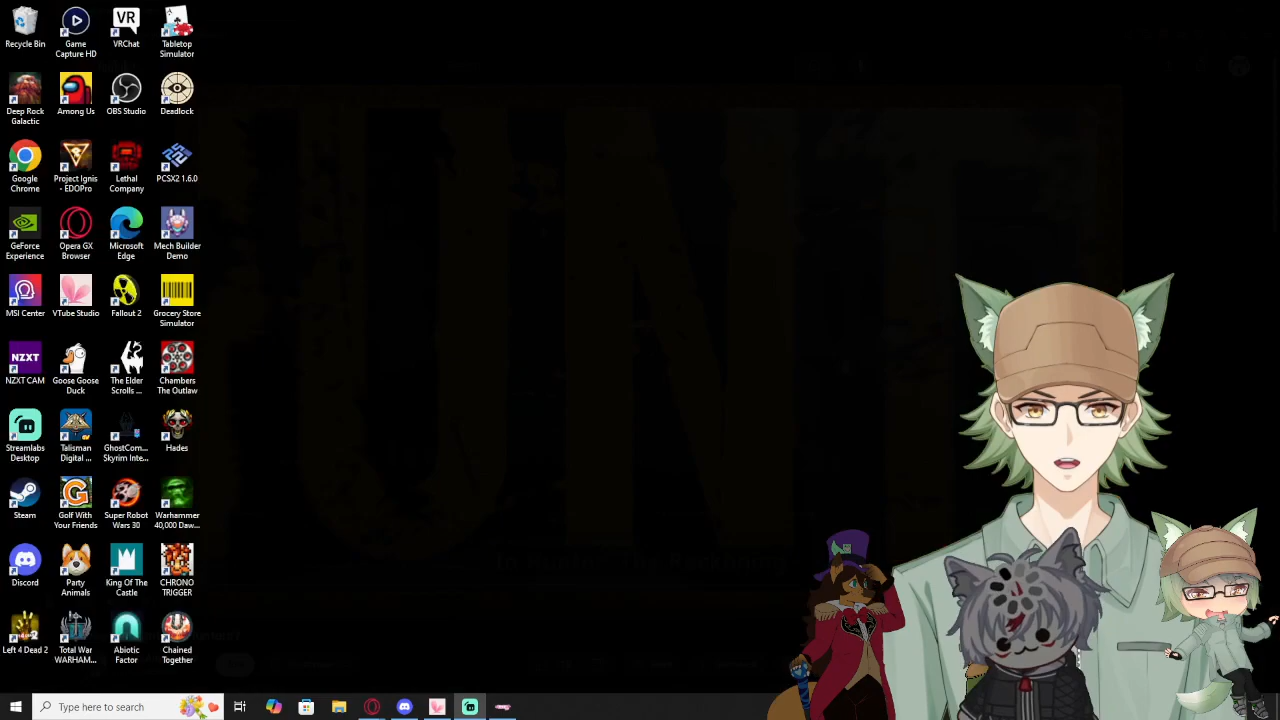 Recycle Bin
Game
Capture HD
VRChat
Tabletop
Simulator
Deep Rock
Galactic
Among Us
OBS Studio
Deadlock
Google
Chrome
Project Ignis
- EDOPro
Lethal
Company
PCSX2 1.6.0
GeForce
Experience
Opera GX
Browser
Microsoft
Edge
Mech Builder
Demo
MSI Center
VTube Studio
Fallout 2
Grocery Store
Simulator
NZXT
NZXT CAM
Goose Goose
Duck
The Elder
Scrolls ...
Chambers
The Outlaw
Streamlabs
Desktop
Talisman
Digital ...
GhostCom...
Skyrim Inte...
Hades
Steam
Golf With
Your Friends
Super Robot
Wars 30
Warhammer
40,000 Daw...
Discord
Party
Animals
King Of The
Castle
CHRONO
TRIGGER
Left 4 Dead 2
Total War
WARHAM...
Abiotic
Factor
Chained
Together
Type here to search